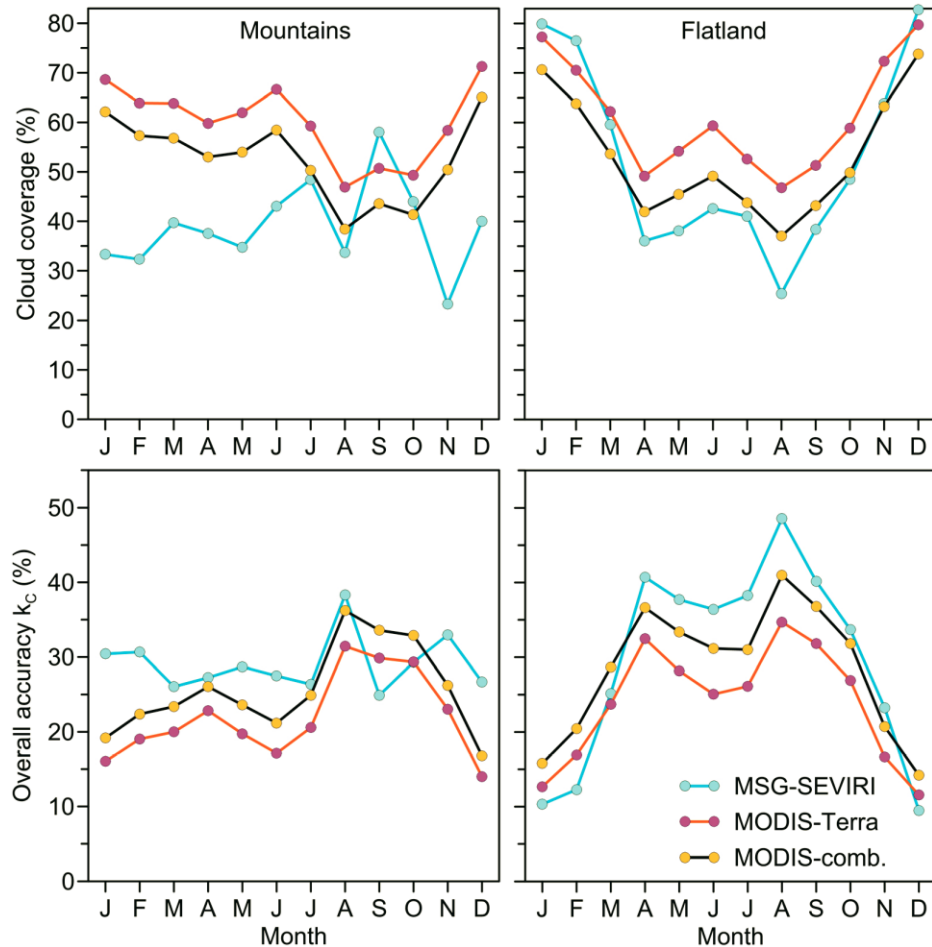 Mountains
Flatland
Cloud coverage (%)
80
70
60
50
40
30
20
10
0
J F M A M J J A S O N D
J F M A M J J A S O N D
Overall accuracy kC (%)
50
40
30
20
10
0
MSG-SEVIRI
MODIS-Terra
MODIS-comb.
J F M A M J J A S O N D
J F M A M J J A S O N D
Month
Month